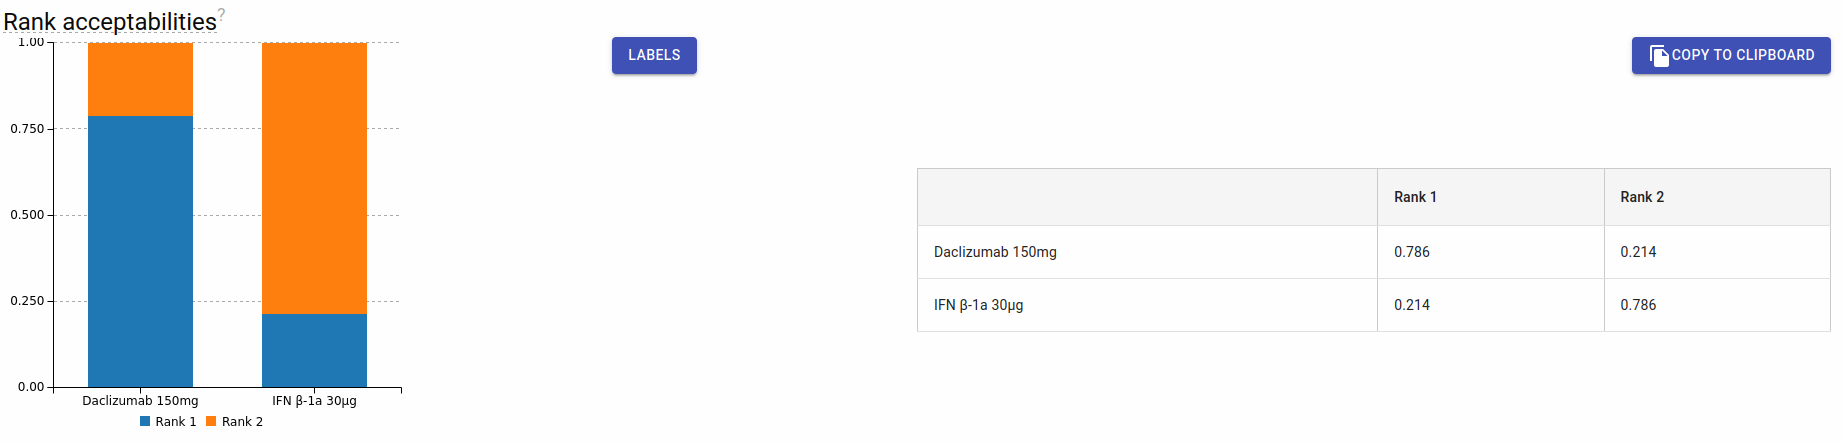 Rank acceptabilities?
1.00
0.750
0.500
0.250
0.00
Daclizumab 150mg IFN β-1a 30µg
Rank 1 Rank 2
LABELS
COPY TO CLIPBOARD
Rank 1 Rank 2
Daclizumab 150mg 0.786 0.214
IFN β-1a 30µg 0.214 0.786